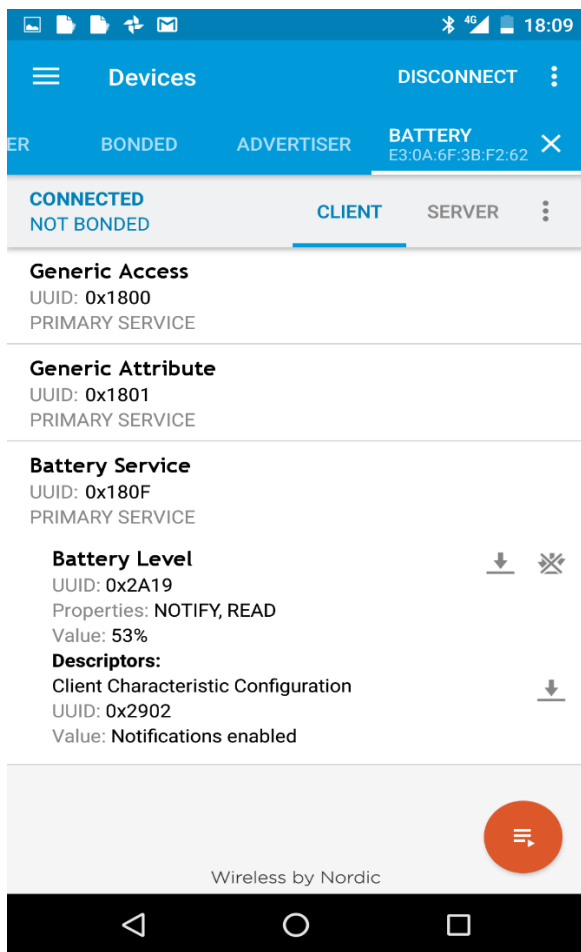 4G 18:09
Devices DISCONNECT
ER BONDED ADVERTISER BATTERY
E3:0A:6F:3B:F2:62
CONNECTED
NOT BONDED
CLIENT SERVER
Generic Access
UUID: 0x1800
PRIMARY SERVICE
Generic Attribute
UUID: 0x1801
PRIMARY SERVICE
Battery Service
UUID: 0x180F
PRIMARY SERVICE
Battery Level
UUID: 0x2A19
Properties: NOTIFY, READ
Value: 53%
Descriptors:
Client Characteristic Configuration
UUID: 0x2902
Value: Notifications enabled
Wireless by Nordic